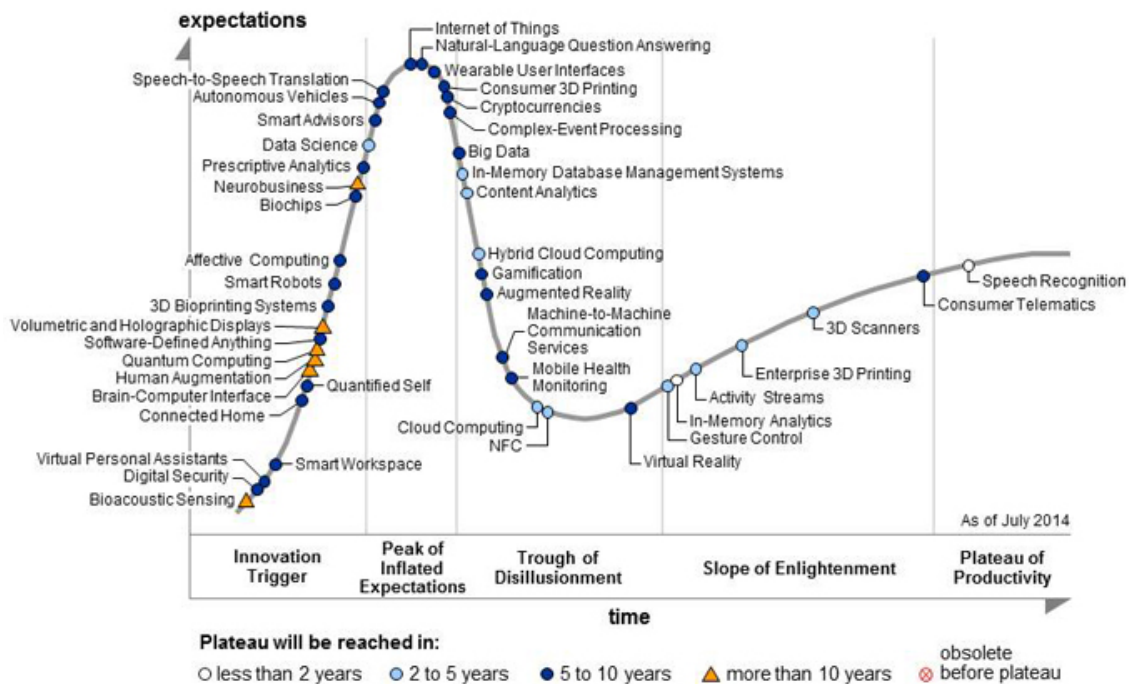 expectations
Internet of Things
Natural-Language Question Answering
Wearable User Interfaces
Consumer 3D Printing
Cryptocurrencies
Complex-Event Processing
Speech-to-Speech Translation
Autonomous Vehicles
Smart Advisors
Data Science
Prescriptive Analytics
Neurobusiness
Biochips
Big Data
In-Memory Database Management Systems
Content Analytics
Affective Computing
Smart Robots
3D Bioprinting Systems
Volumetric and Holographic Displays
Software-Defined Anything
Quantum Computing
Human Augmentation
Brain-Computer Interface
Connected Home
Quantified Self
Virtual Personal Assistants
Digital Security
Bioacoustic Sensing
Smart Workspace
Hybrid Cloud Computing
Gamification
Augmented Reality
Machine-to-Machine
Communication
Services
Mobile Health
Monitoring
Cloud Computing
NFC
Virtual Reality
Speech Recognition
Consumer Telematics
3D Scanners
Enterprise 3D Printing
Activity Streams
In-Memory Analytics
Gesture Control
As of July 2014
Innovation
Trigger
Peak of
Inflated
Expectations
Trough of
Disillusionment
Slope of Enlightenment
Plateau of
Productivity
time
Plateau will be reached in:
less than 2 years
2 to 5 years
5 to 10 years
more than 10 years
obsolete
before plateau